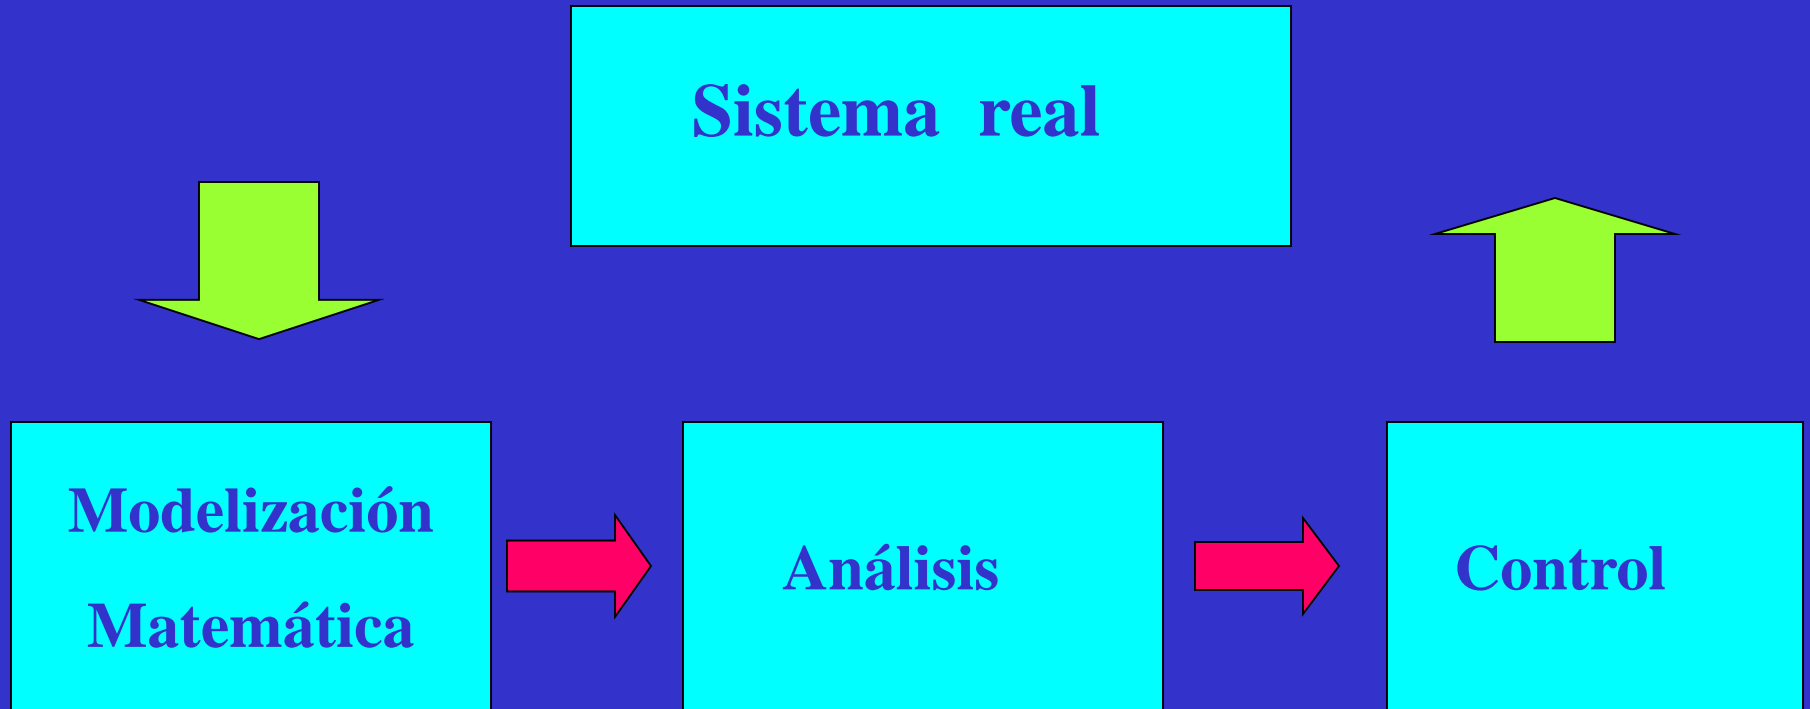 Sistema real
Modelización
Matemática
Análisis
Control